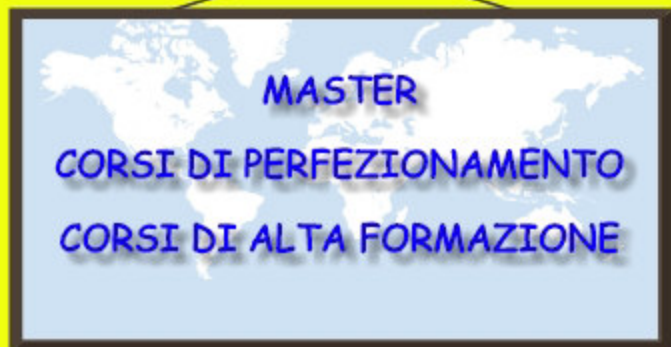 MASTER
CORSI DI PERFEZIONAMENTO
CORSI DI ALTA FORMAZIONE